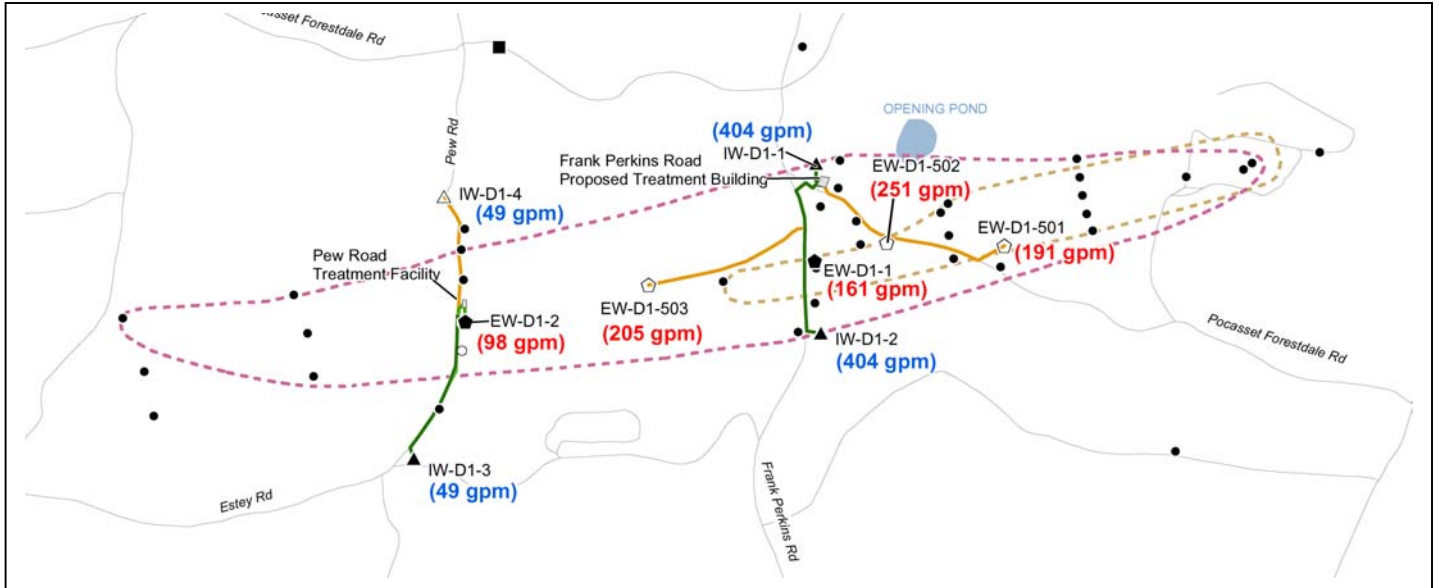 asset Forestdale Rd
OPENING POND
(404 gpm)
IW-D1-1
Pew Rd
Frank Perkins Road
Proposed Treatment Building
EW-D1-502
(251 gpm)
IW-D1-4
(49 gpm)
EW-D1-501
(191 gpm)
Pew Road
Treatment Facility
EW-D1-1
(161 gpm)
EW-D1-503
(205 gpm)
EW-D1-2
(98 gpm)
IW-D1-2
(404 gpm)
Pocasset Forestdale Rd
IW-D1-3
(49 gpm)
Estey Rd
Frank Perkins Rd